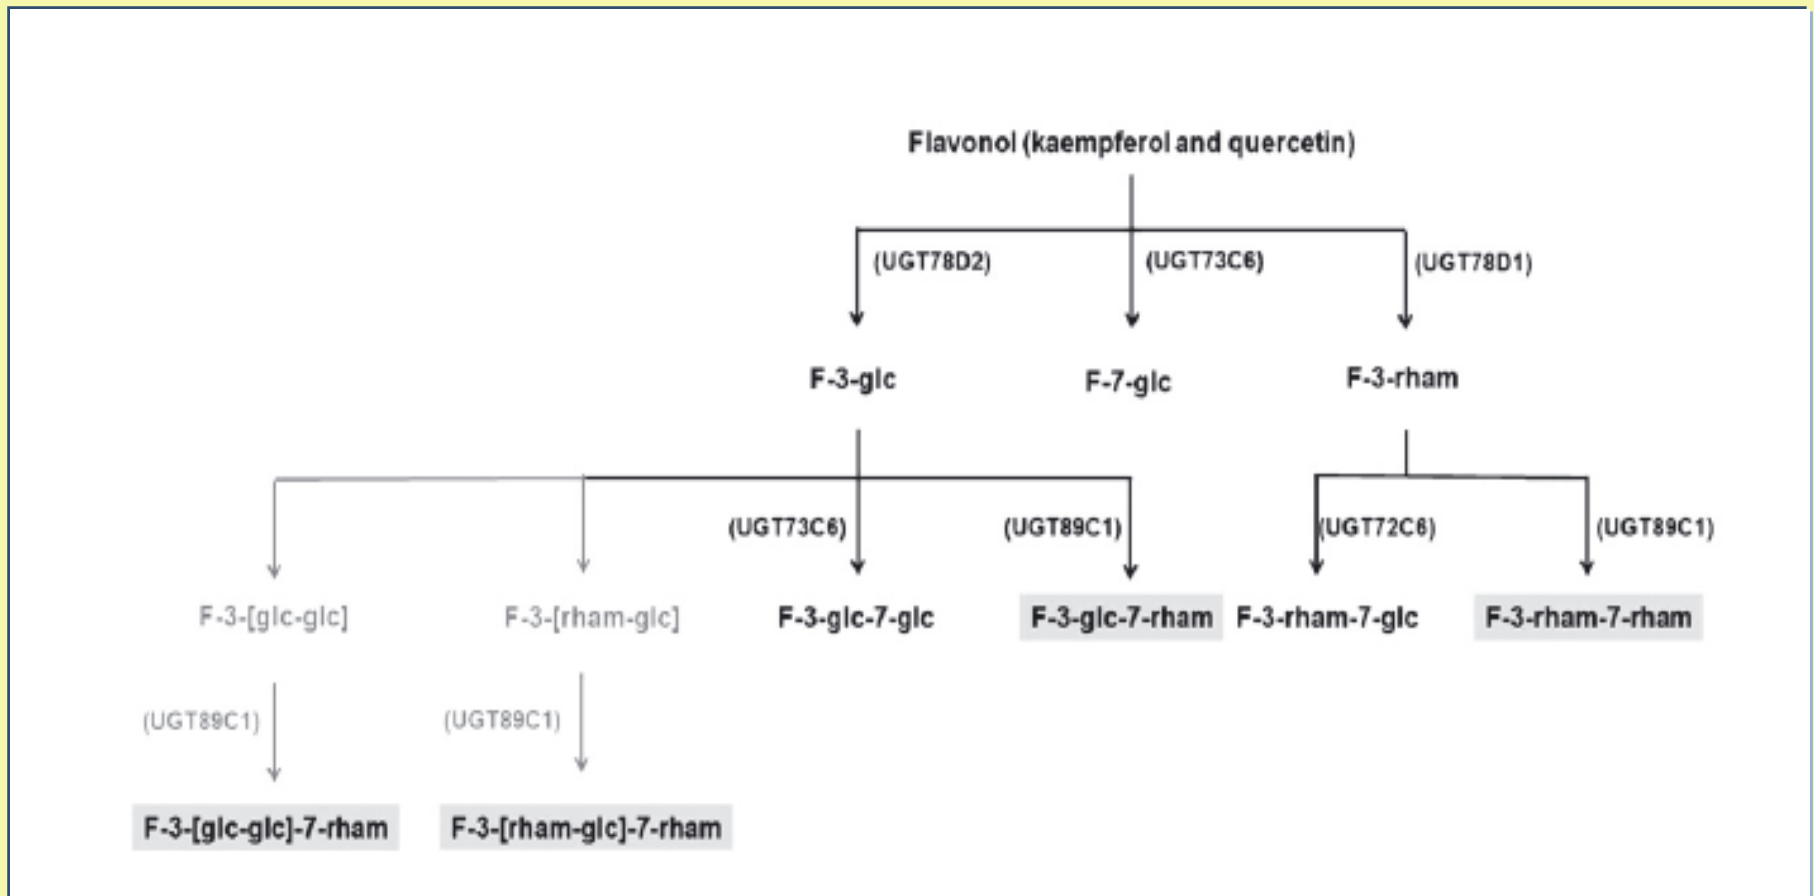 Flavonol (kaempferol and quercetin)
(UGT78D2) (UGT73C6) (UGT78D1)
F-3-glc F-7-glc F-3-rham
(UGT73C6) (UGT89C1) (UGT72C6) (UGT89C1)
F-3-[glc-glc] F-3-[rham-glc] F-3-glc-7-glc F-3-glc-7-rham F-3-rham-7-glc F-3-rham-7-rham
(UGT89C1) (UGT89C1)
F-3-[glc-glc]-7-rham F-3-[rham-glc]-7-rham